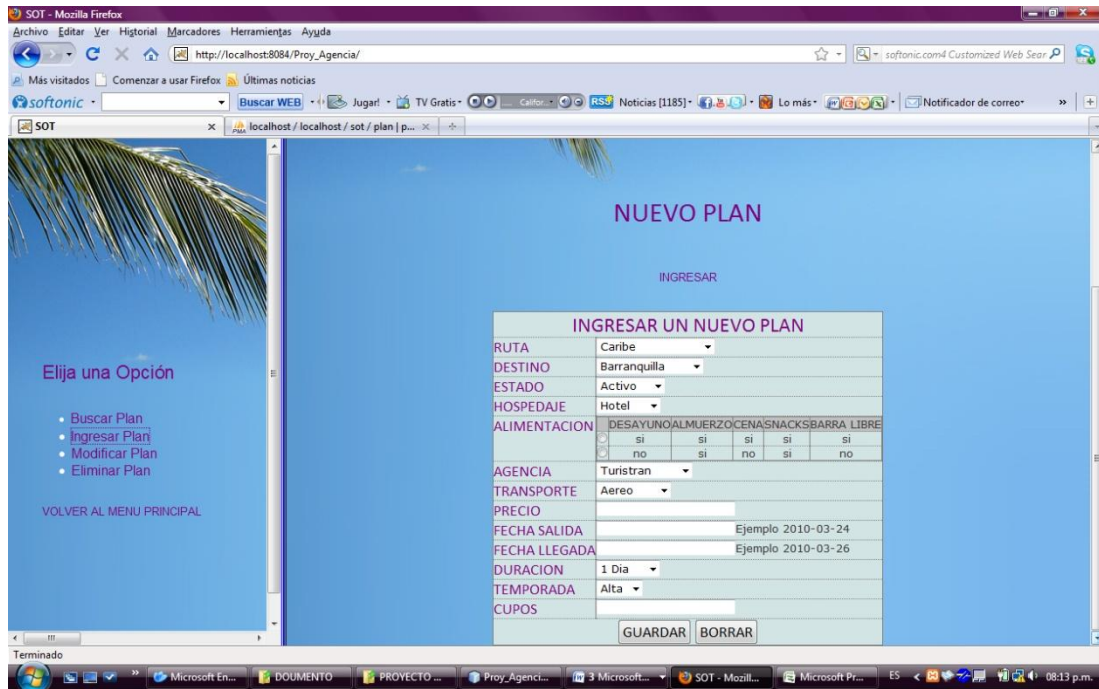 SOT - Mozilla Firefox
Archivo Editar Ver Historial Marcadores Herramientas Ayuda
http://localhost:8084/Proy_Agencia/
softonic.com4 Customized Web Sear
Más visitados Comenzar a usar Firefox Últimas noticias
softonic Buscar WEB Jugar! TV Gratis Califor... RSS Noticias [1185] Lo más Notificador de correo
SOT
localhost / localhost / sot / plan | p...
Elija una Opción
Buscar Plan
Ingresar Plan
Modificar Plan
Eliminar Plan
VOLVER AL MENU PRINCIPAL
NUEVO PLAN
INGRESAR
INGRESAR UN NUEVO PLAN
RUTA Caribe
DESTINO Barranquilla
ESTADO Activo
HOSPEDAJE Hotel
ALIMENTACION DESAYUNO ALMUERZO CENA SNACKS BARRA LIBRE
si si si si si
no si no si no
AGENCIA Turistran
TRANSPORTE Aereo
PRECIO
FECHA SALIDA Ejemplo 2010-03-24
FECHA LLEGADA Ejemplo 2010-03-26
DURACION 1 Dia
TEMPORADA Alta
CUPOS
GUARDAR BORRAR
Terminado
Microsoft En... DOUMENTO PROYECTO ... Proy_Agenci... 3 Microsoft... SOT - Mozill... Microsoft Pr... ES 08:13 p.m.